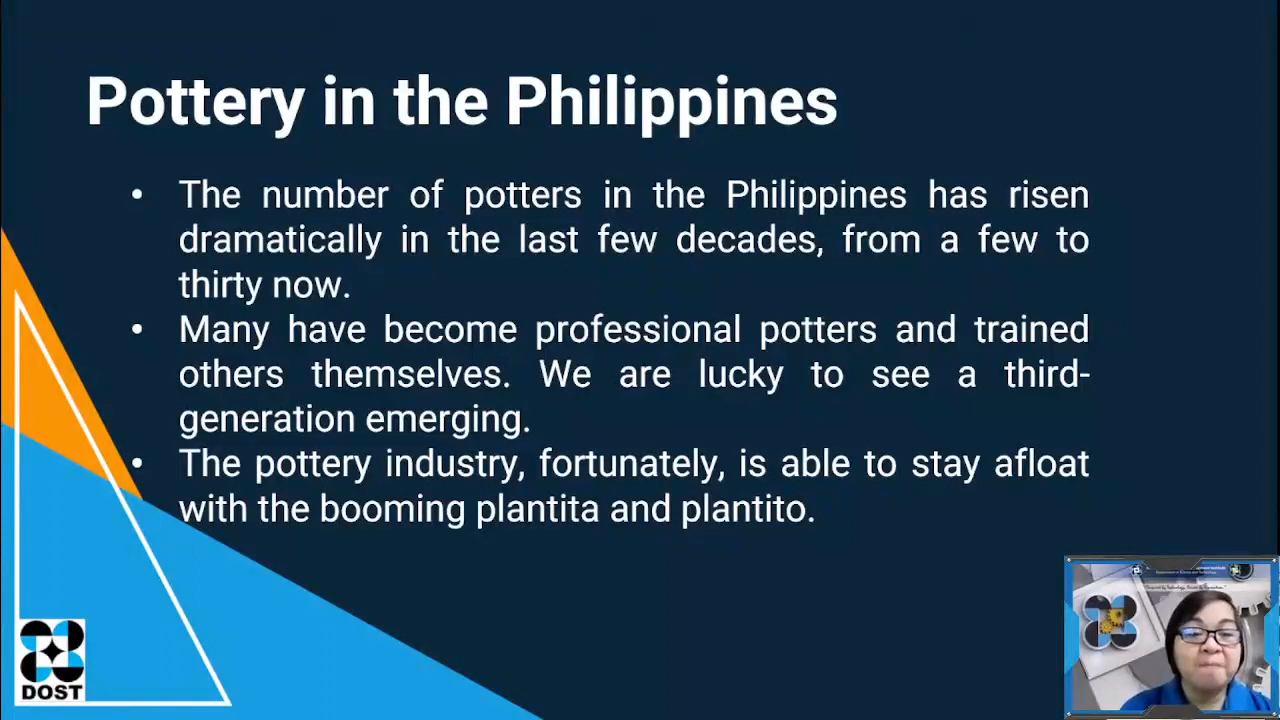 Pottery in the Philippines
• The number of potters in the Philippines has risen
dramatically in the last few decades, from a few to
thirty now.
• Many have become professional potters and trained
others themselves. We are lucky to see a third-
generation emerging.
• The pottery industry, fortunately, is able to stay afloat
with the booming plantita and plantito.
DOST